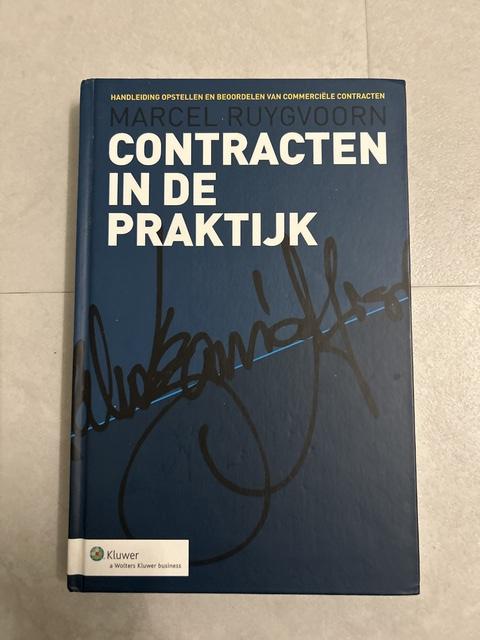 HANDLEIDING OPSTELLEN EN BEOORDELEN VAN COMMERCIËLE CONTRACTEN
MARCEL RUYGVOORN
CONTRACTEN
IN DE
PRAKTIJK
Kluwer
a Wolters Kluwer business